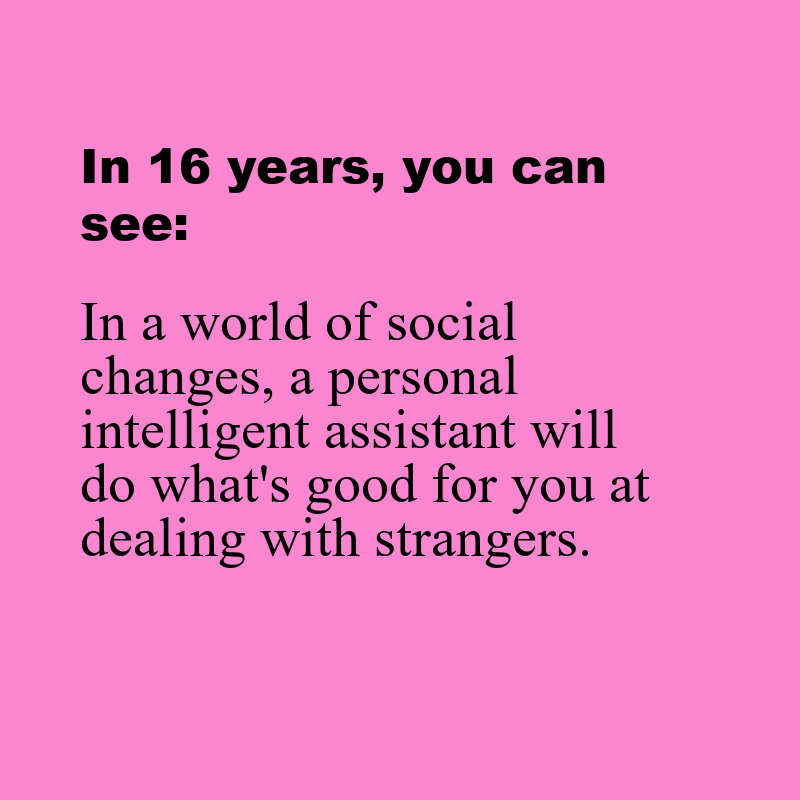 In 16 years, you can
see:
In a world of social
changes, a personal
intelligent assistant will
do what's good for you at
dealing with strangers.